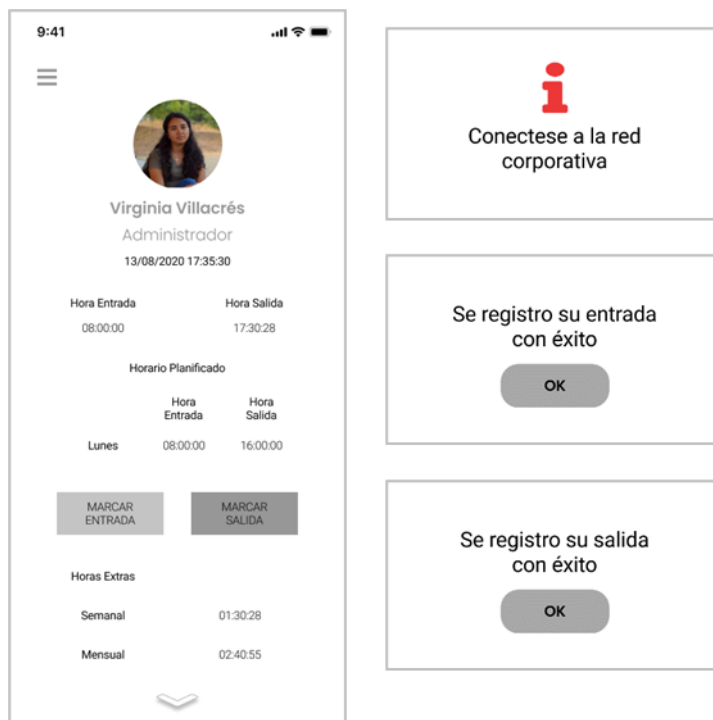 9:41
Virginia Villacrés
Administrador
13/08/2020 17:35:30
Hora Entrada Hora Salida
08:00:00 17:30:28
Horario Planificado
Hora Hora
Entrada Salida
Lunes 08:00:00 16:00:00
MARCAR MARCAR
ENTRADA SALIDA
Horas Extras
Semanal 01:30:28
Mensual 02:40:55
Conectese a la red
corporativa
Se registro su entrada
con éxito
OK
Se registro su salida
con éxito
OK